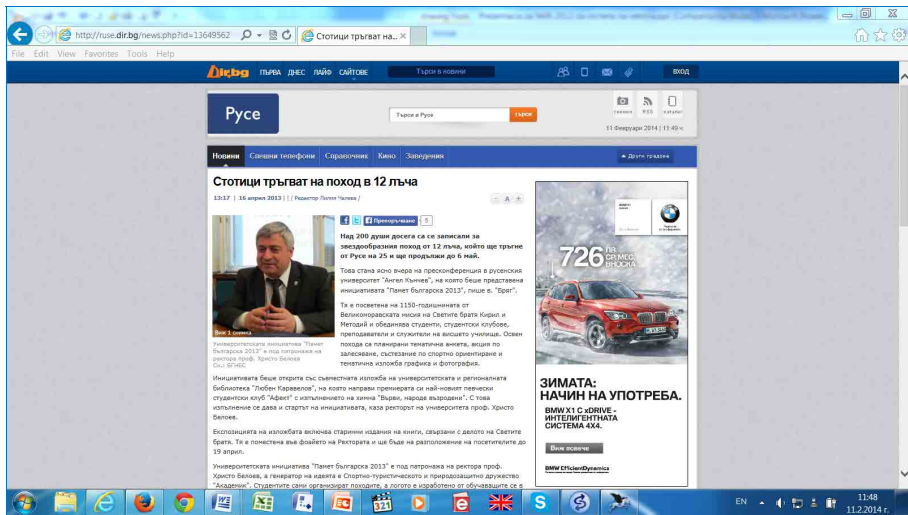 http://ruse.dir.bg/news.php?id=13649562
Стотици тръгват на...
File Edit View Favorites Tools Help
Dir.bg ПЪРВА ДНЕС ЛАЙФ САЙТОВЕ
Търси в новини
ВХОД
Русе
Търси в Русе
ТЪРСИ
RSS
11 Февруари 2014 | 11:49 ч.
Новини Спешни телефони Справочник Кино Заведения
Други градове
Стотици тръгват на поход в 12 лъча
13:17 | 16 април 2013 | / Редактор Лилия Чалева /
- A +
Препоръчване 5
Над 200 души досега са се записали за
звездообразния поход от 12 лъча, който ще тръгне
от Русе на 25 и ще продължи до 6 май.
Това стана ясно вчера на пресконференция в русенския
университет "Ангел Кънчев", на която беше представена
инициативата "Памет българска 2013", пише в. "Бряг".
Тя е посветена на 1150-годишнината от
Великоморавската мисия на Светите братя Кирил и
Методий и обединява студенти, студентски клубове,
преподаватели и служители на висшето училище. Освен
похода са планирани тематична анкета, акция по
залесяване, състезание по спортно ориентиране и
тематична изложба графика и фотография.
Виж 1 снимка
Университетската инициатива "Памет
българска 2013" е под патронажа на
ректора проф. Христо Белоев
Сн.: БГНЕС
Инициативата беше открита със съвместната изложба на университетската и регионалната
библиотека "Любен Каравелов", на която направи премиерата си най-новият певчески
студентски клуб "Афект" с изпълнението на химна "Върви, народе възродени". С това
изпълнение се дава и стартът на инициативата, каза ректорът на университета проф. Христо
Белоев.
Експозицията на изложбата включва старинни издания на книги, свързани с делото на Светите
братя. Тя е поместена във фоайето на Ректората и ще бъде на разположение на посетителите до
19 април.
Университетската инициатива "Памет българска 2013" е под патронажа на ректора проф.
Христо Белоев, а генератор на идеята е Спортно-туристическото и природозащитно дружество
"Академик". Студентите сами организират походите, а логото е изработено от обучаващите се в
726 ЛВ.
СР.МЕС.
ВНОСКА
ЗИМАТА:
НАЧИН НА УПОТРЕБА.
BMW X1 С xDRIVE -
ИНТЕЛИГЕНТНАТА
СИСТЕМА 4X4.
Виж повече
BMW EfficientDynamics
EN
11:48
11.2.2014 г.